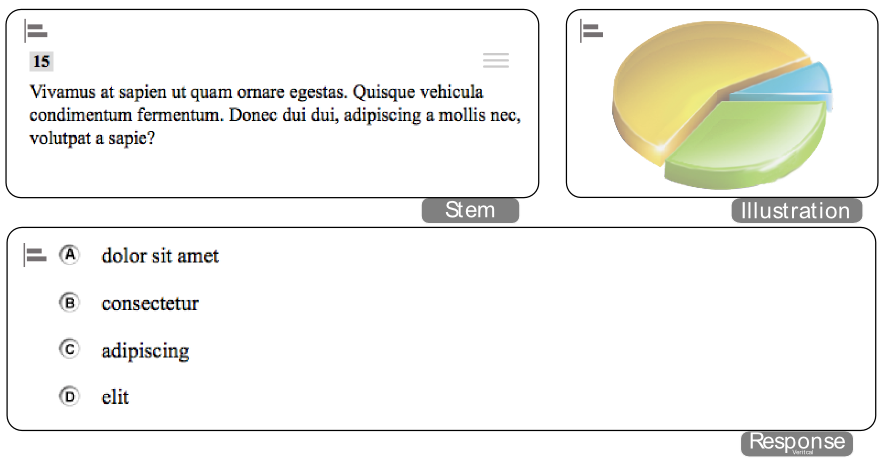 15
Vivamus at sapien ut quam ornare egestas. Quisque vehicula
condimentum fermentum. Donec dui dui, adipiscing a mollis nec,
volutpat a sapie?
Stem
Illustration
A dolor sit amet
B consectetur
C adipiscing
D elit
Response
Vertical